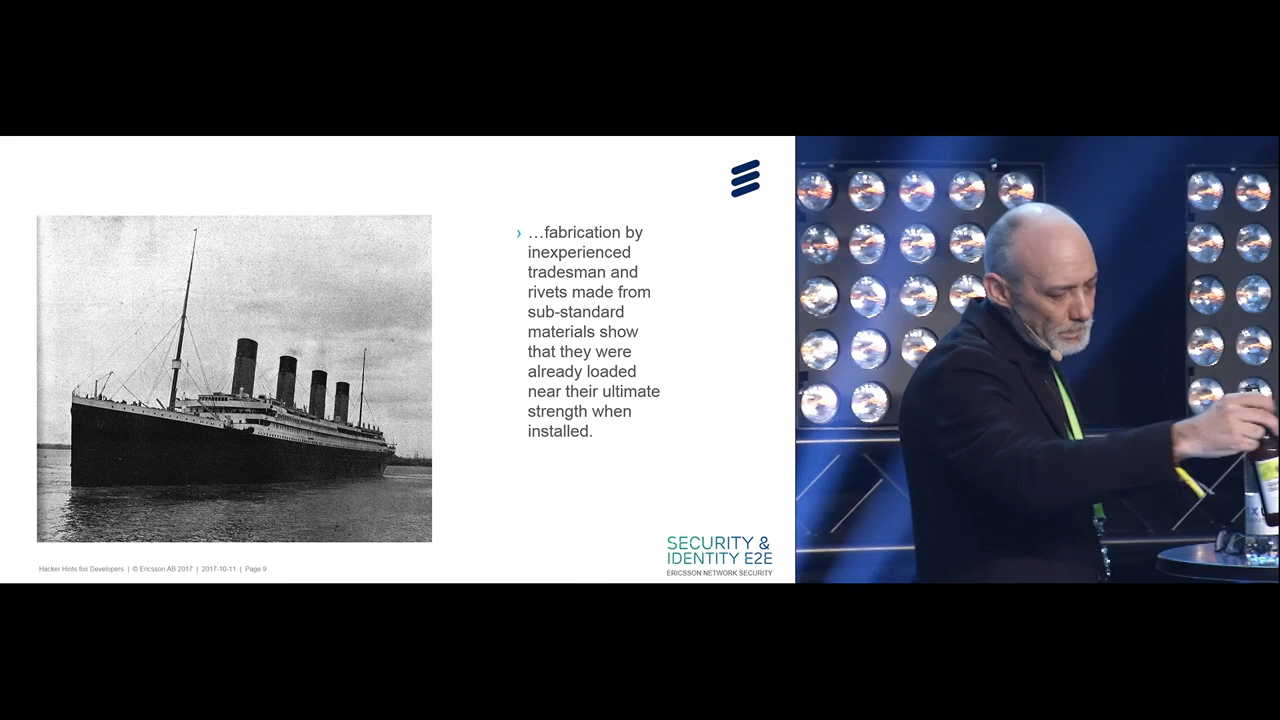 …fabrication by
inexperienced
tradesman and
rivets made from
sub-standard
materials show
that they were
already loaded
near their ultimate
strength when
installed.
SECURITY &
IDENTITY E2E
ERICSSON NETWORK SECURITY
Hacker Hints foir Developers | © Ericsson AB 2017 | 2017-10-11 | Page 9